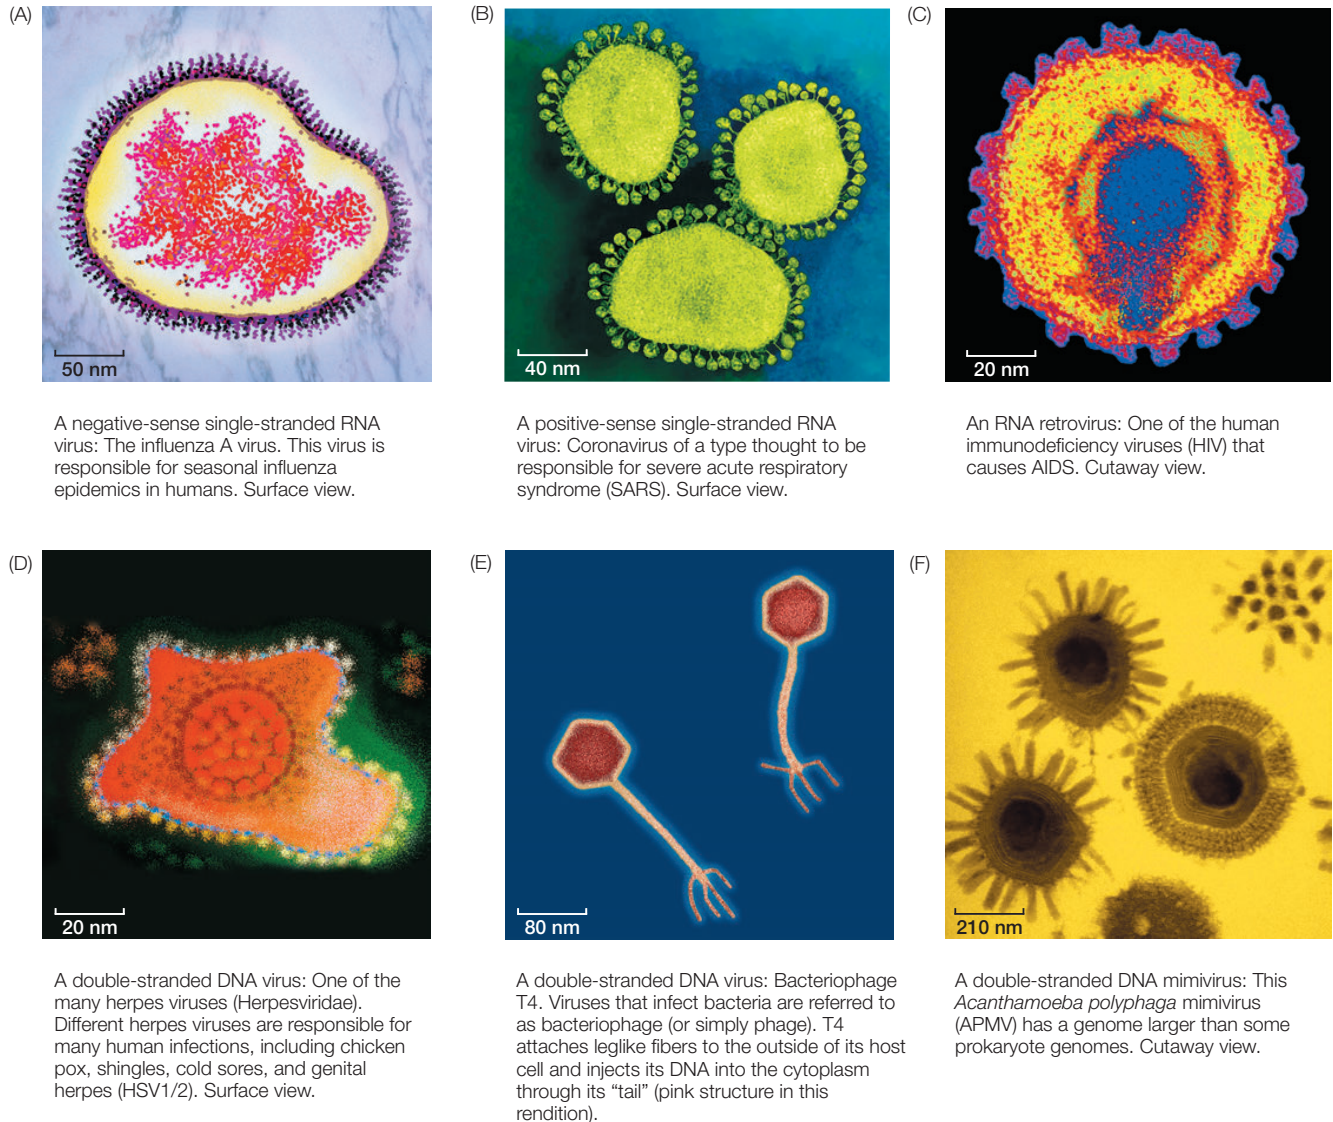 (A)
50 nm
A negative-sense single-stranded RNA
virus: The influenza A virus. This virus is
responsible for seasonal influenza
epidemics in humans. Surface view.
(B)
40 nm
A positive-sense single-stranded RNA
virus: Coronavirus of a type thought to be
responsible for severe acute respiratory
syndrome (SARS). Surface view.
(C)
20 nm
An RNA retrovirus: One of the human
immunodeficiency viruses (HIV) that
causes AIDS. Cutaway view.
(D)
20 nm
A double-stranded DNA virus: One of the
many herpes viruses (Herpesviridae).
Different herpes viruses are responsible for
many human infections, including chicken
pox, shingles, cold sores, and genital
herpes (HSV1/2). Surface view.
(E)
80 nm
A double-stranded DNA virus: Bacteriophage
T4. Viruses that infect bacteria are referred to
as bacteriophage (or simply phage). T4
attaches leglike fibers to the outside of its host
cell and injects its DNA into the cytoplasm
through its “tail” (pink structure in this
rendition).
(F)
210 nm
A double-stranded DNA mimivirus: This
Acanthamoeba polyphaga mimivirus
(APMV) has a genome larger than some
prokaryote genomes. Cutaway view.